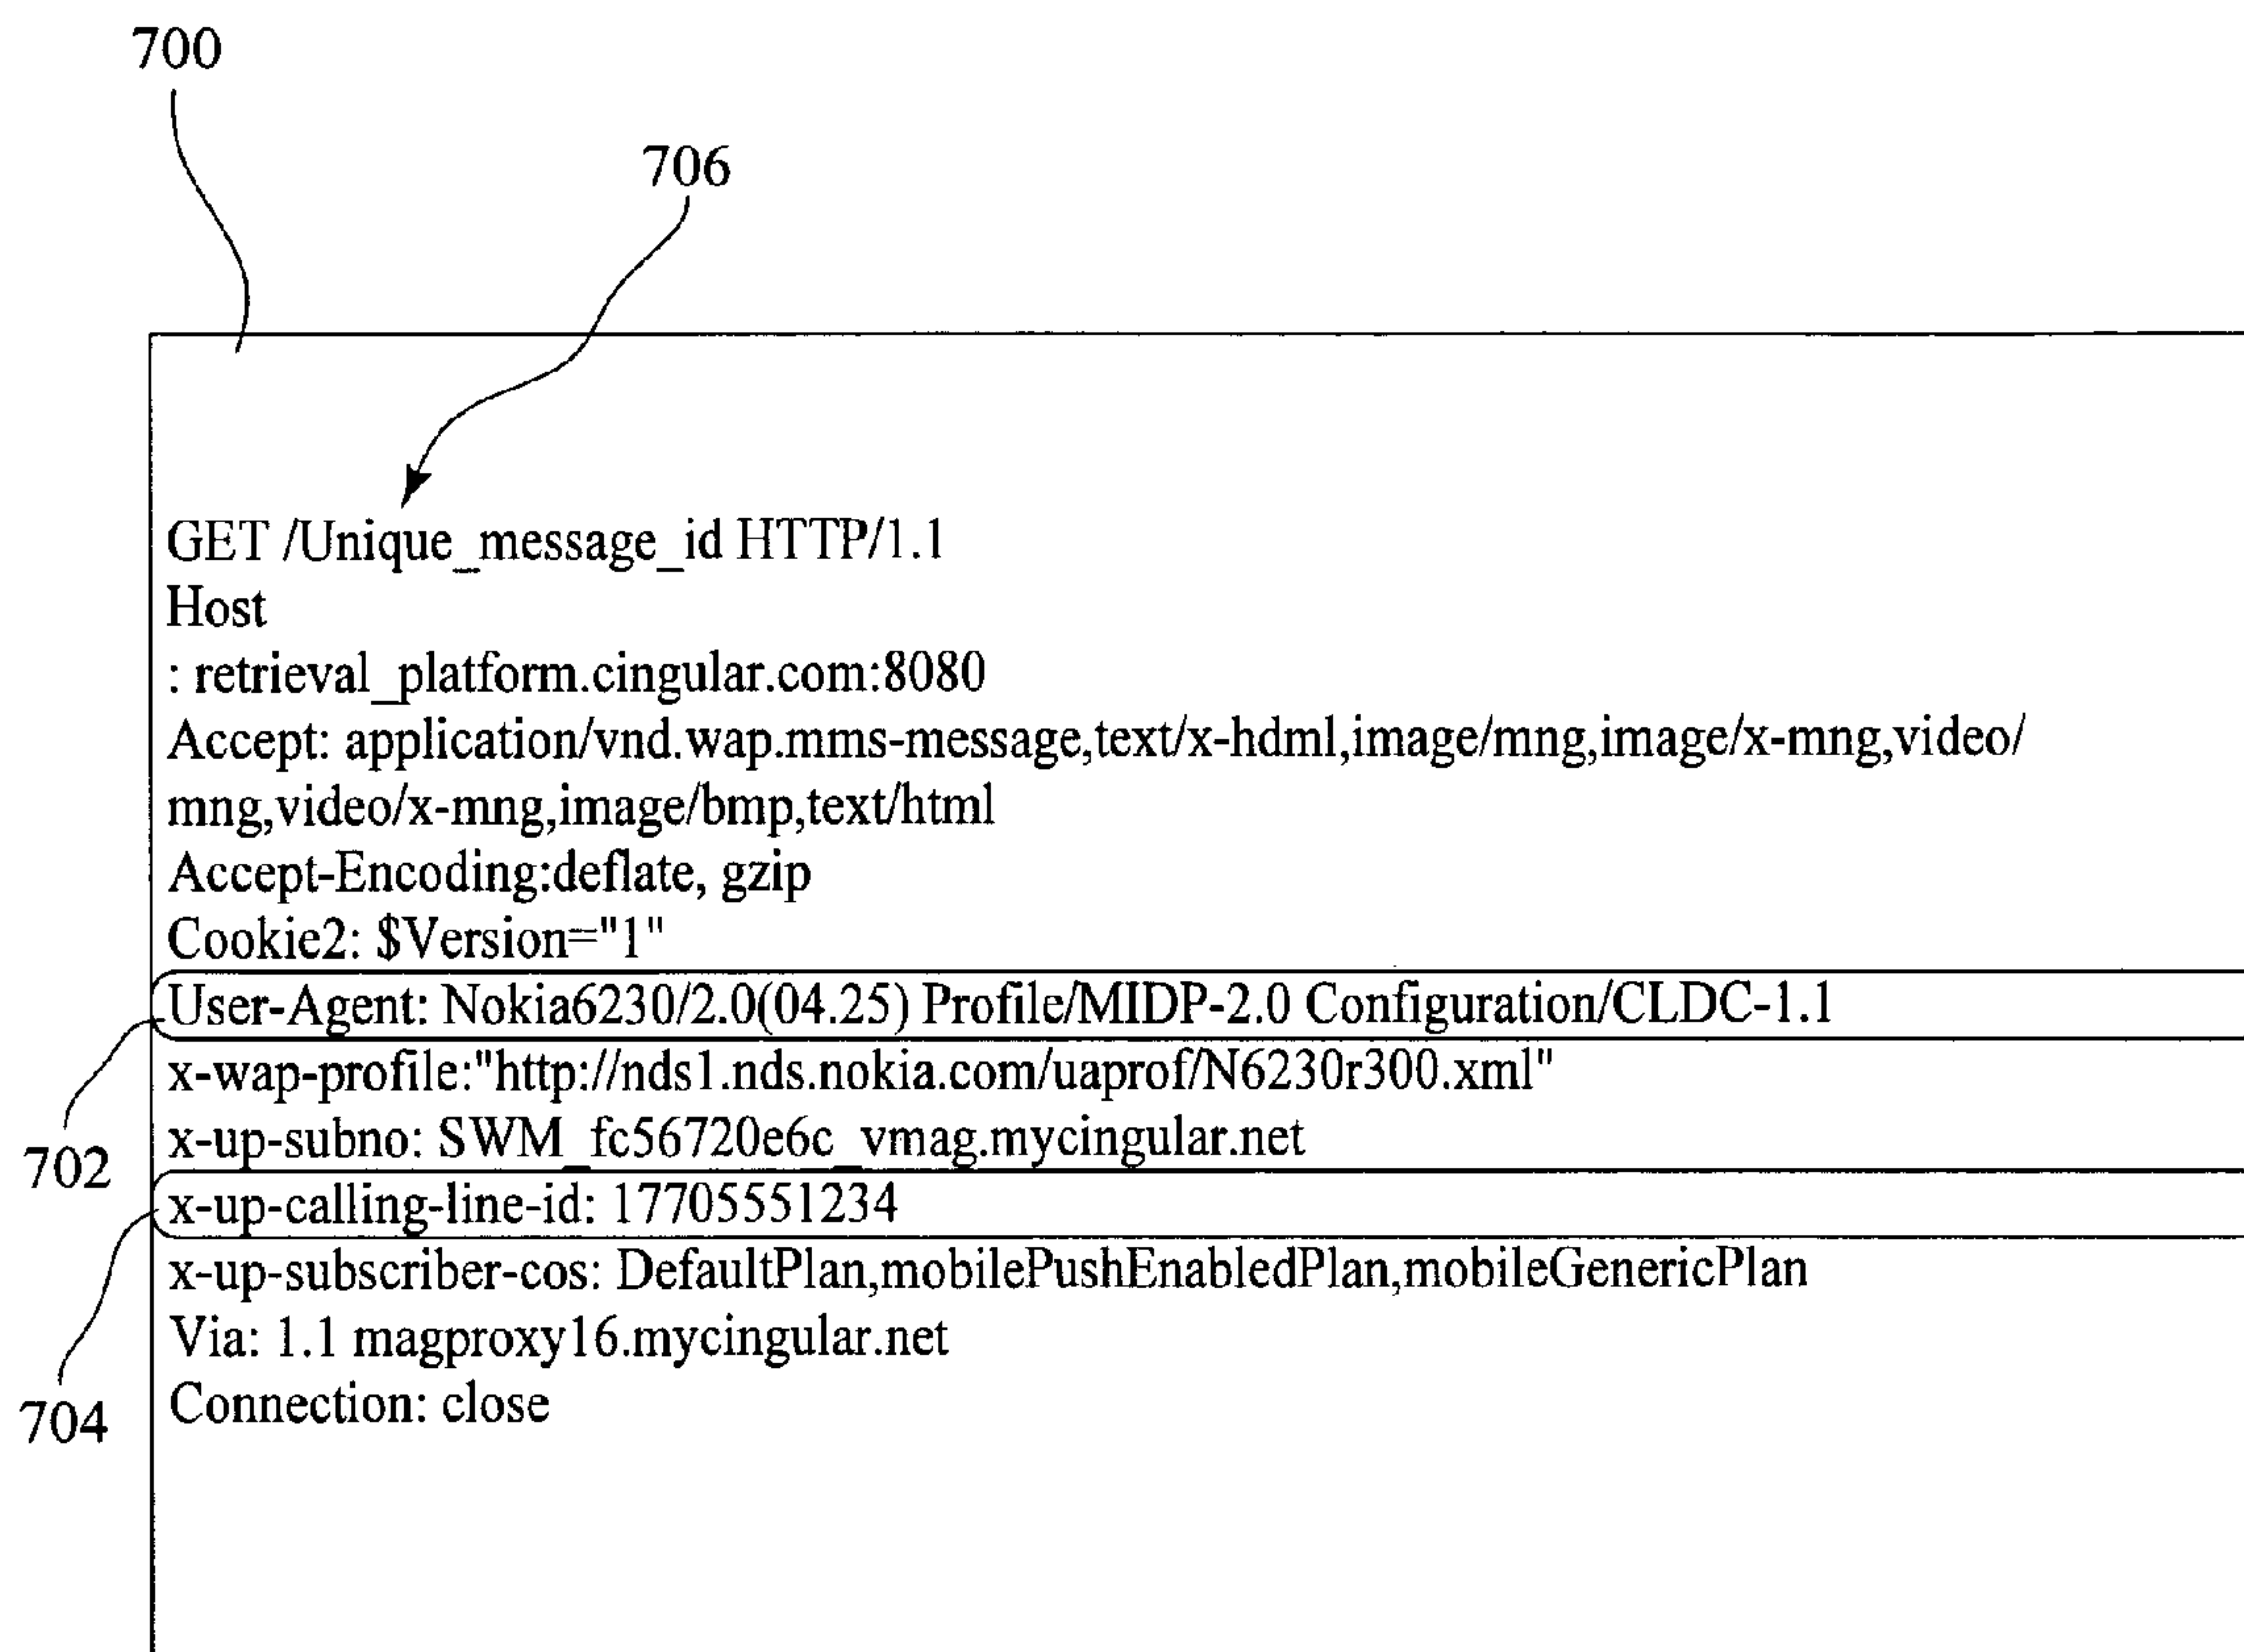 700
706
GET /Unique_message_id HTTP/1.1
Host
: retrieval_platform.cingular.com:8080
Accept: application/vnd.wap.mms-message,text/x-hdml,image/mng,image/x-mng,video/
mng,video/x-mng,image/bmp,text/html
Accept-Encoding:deflate, gzip
Cookie2: $Version="1"
User-Agent: Nokia6230/2.0(04.25) Profile/MIDP-2.0 Configuration/CLDC-1.1
x-wap-profile:"http://nds1.nds.nokia.com/uaprof/N6230r300.xml"
x-up-subno: SWM_fc56720e6c_vmag.mycingular.net
702
x-up-calling-line-id: 17705551234
x-up-subscriber-cos: DefaultPlan,mobilePushEnabledPlan,mobileGenericPlan
Via: 1.1 magproxy16.mycingular.net
Connection: close
704